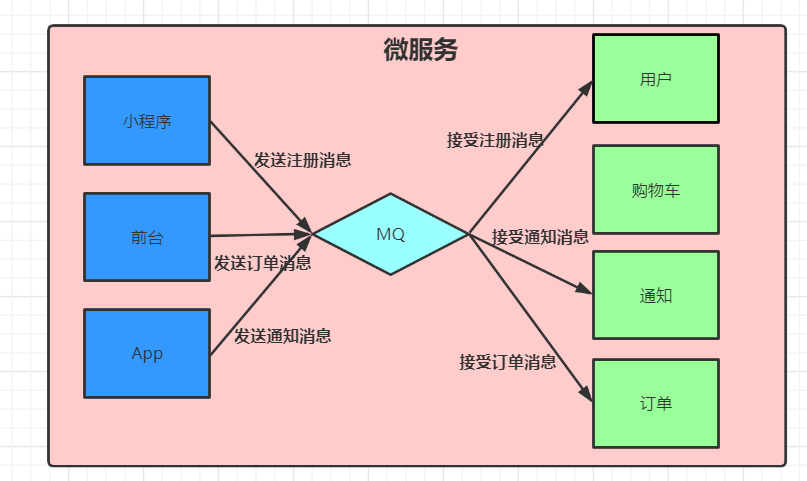 微服务
小程序
前台
App
发送注册消息
发送订单消息
发送通知消息
MQ
接受注册消息
接受通知消息
接受订单消息
用户
购物车
通知
订单